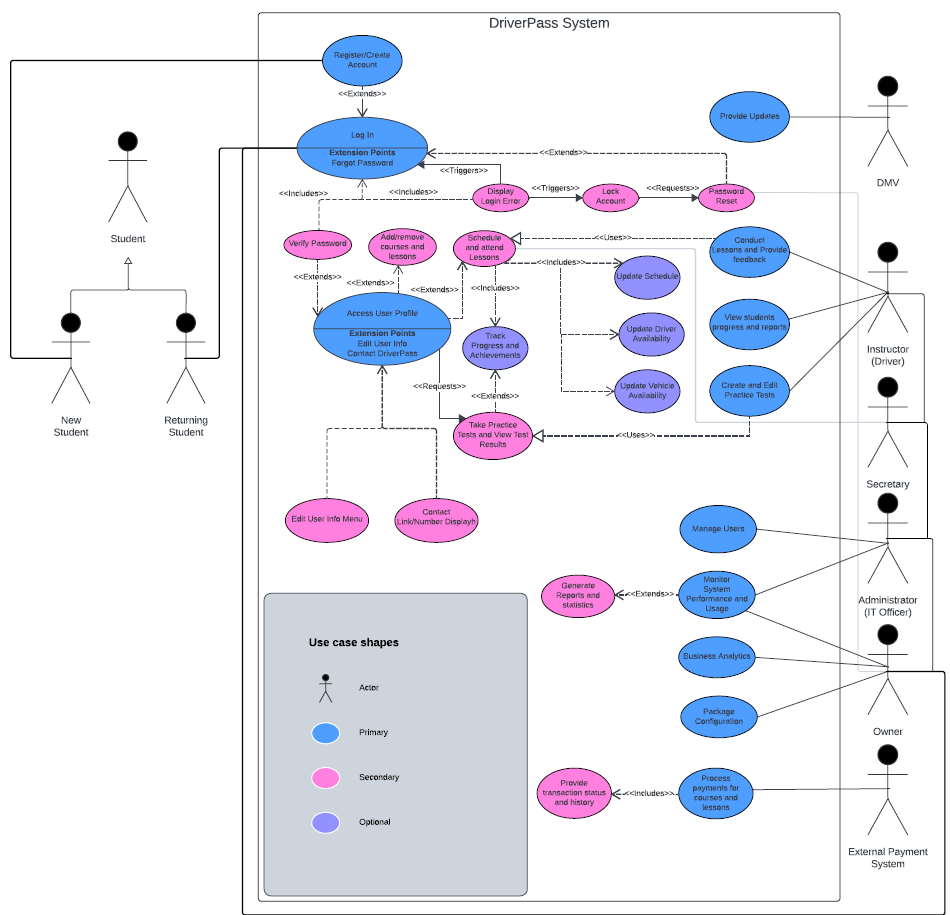 DriverPass System
Register/Create
Account
<<Extends>>
Log In
Extension Points
Forgot Password
Provide Updates
DMV
<<Extends>>
<<Triggers>>
<<Includes>>
<<Includes>>
Display
Login Error
<<Triggers>>
Lock
Account
<<Requests>>
Password
Reset
Student
Verify Password
Add/remove
courses and
lessons
Schedule
and attend
Lessons
<<Uses>>
Conduct
Lessons and Provide
feedback
<<Extends>>
<<Extends>>
<<Extends>>
<<Includes>>
<<Includes>>
Update Schedule
Access User Profile
Extension Points
Edit User Info
Contact DriverPass
Track
Progress and
Achievements
Update Driver
Availability
View students
progress and reports
Instructor
(Driver)
<<Requests>>
<<Extends>>
Update Vehicle
Availability
Create and Edit
Practice Tests
New
Student
Returning
Student
Take Practice
Tests and View Test
Results
<<Uses>>
Secretary
Edit User Info Menu
Contact
Link/Number Displayh
Manage Users
Generate
Reports and
statistics
<<Extends>>
Monitor
System
Performance and
Usage
Administrator
(IT Officer)
Business Analytics
Package
Configuration
Owner
Use case shapes
Actor
Primary
Secondary
Optional
Provide
transaction status
and history
<<Includes>>
Process
payments for
courses and
lessons
External Payment
System